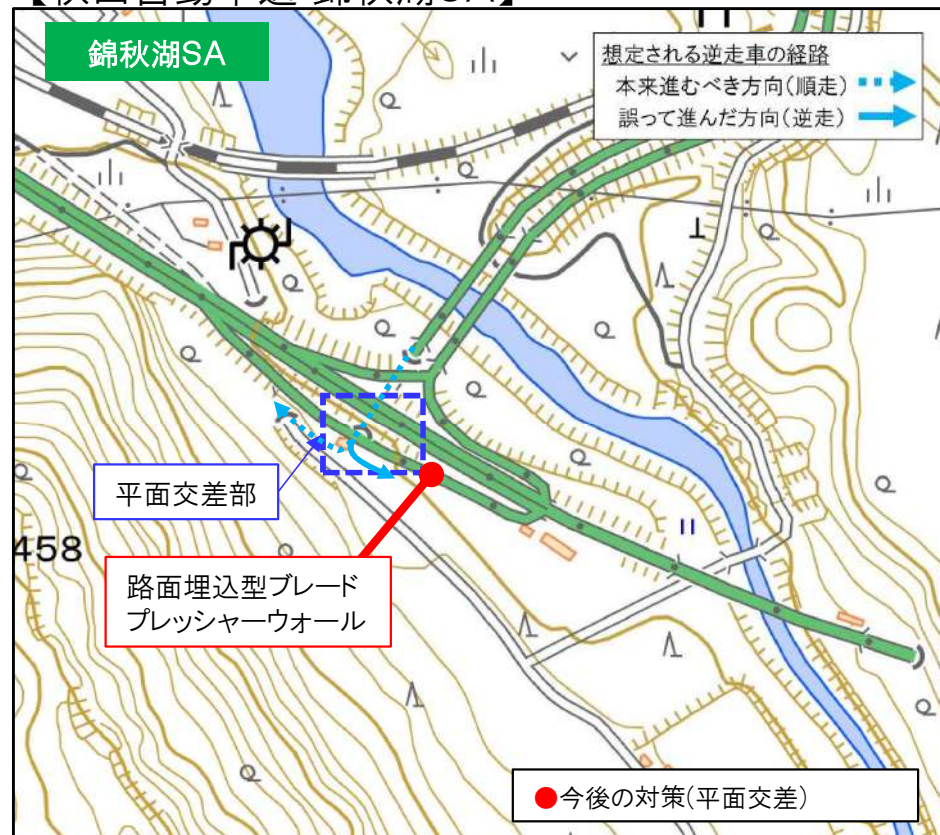 錦秋湖SA
想定される逆走車の経路
本来進むべき方向(順走)
誤って進んだ方向(逆走)
平面交差部
458
路面埋込型ブレード
プレッシャーウォール
●今後の対策(平面交差)